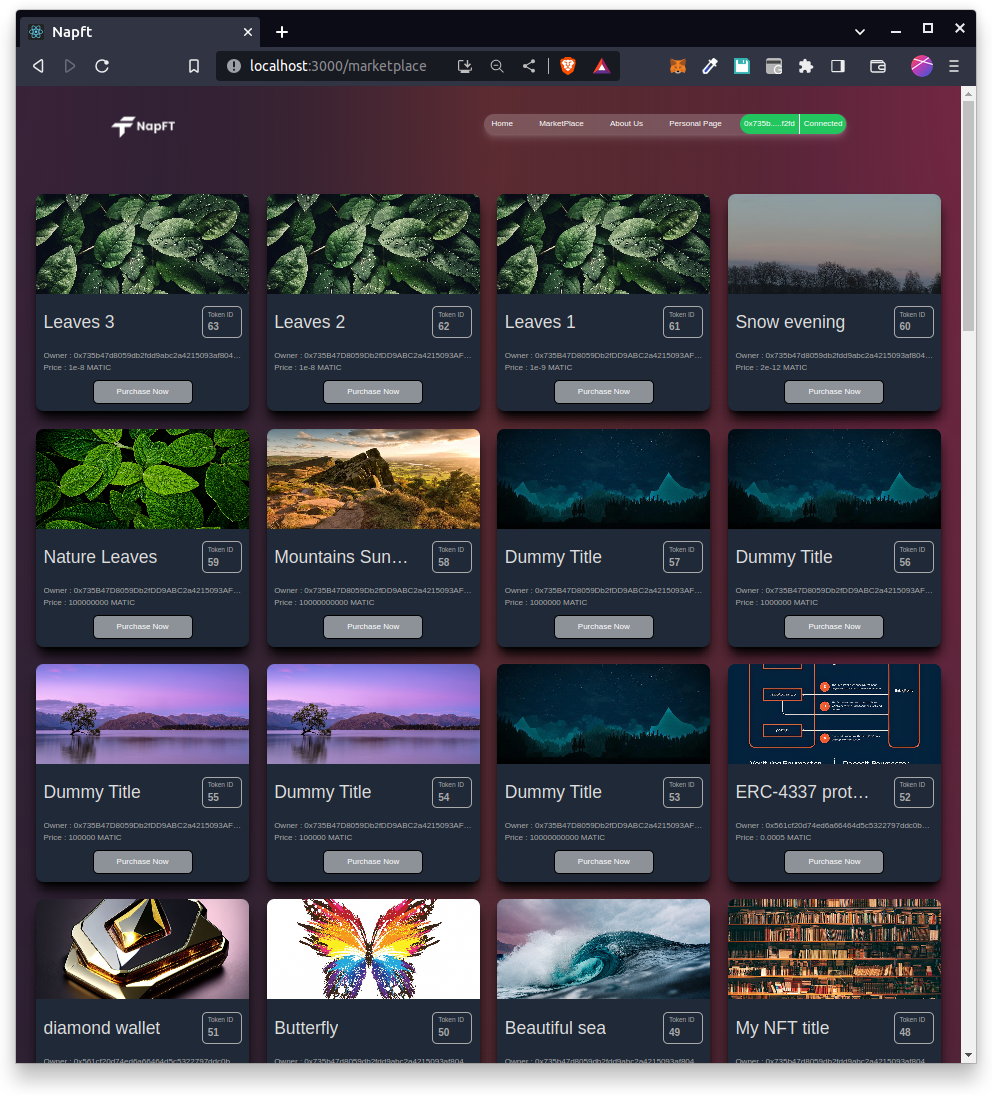 Napft
localhost:3000/marketplace
NapFT
Home MarketPlace About Us Personal Page 0x735b.....f2fd Connected
Leaves 3 Token ID 63
Owner : 0x735b47d8059db2fdd9abc2a4215093af804...
Price : 1e-8 MATIC
Purchase Now
Leaves 2 Token ID 62
Owner : 0x735B47D8059Db2fDD9ABC2a4215093AF...
Price : 1e-8 MATIC
Purchase Now
Leaves 1 Token ID 61
Owner : 0x735B47D8059Db2fDD9ABC2a4215093AF...
Price : 1e-9 MATIC
Purchase Now
Snow evening Token ID 60
Owner : 0x735b47d8059db2fdd9abc2a4215093af804...
Price : 2e-12 MATIC
Purchase Now
Nature Leaves Token ID 59
Owner : 0x735B47D8059Db2fDD9ABC2a4215093AF...
Price : 100000000 MATIC
Purchase Now
Mountains Sun... Token ID 58
Owner : 0x735B47D8059Db2fDD9ABC2a4215093AF...
Price : 10000000000 MATIC
Purchase Now
Dummy Title Token ID 57
Owner : 0x735B47D8059Db2fDD9ABC2a4215093AF...
Price : 1000000 MATIC
Purchase Now
Dummy Title Token ID 56
Owner : 0x735B47D8059Db2fDD9ABC2a4215093AF...
Price : 1000000 MATIC
Purchase Now
Dummy Title Token ID 55
Owner : 0x735B47D8059Db2fDD9ABC2a4215093AF...
Price : 100000 MATIC
Purchase Now
Dummy Title Token ID 54
Owner : 0x735B47D8059Db2fDD9ABC2a4215093AF...
Price : 100000 MATIC
Purchase Now
Dummy Title Token ID 53
Owner : 0x735B47D8059Db2fDD9ABC2a4215093AF...
Price : 10000000000 MATIC
Purchase Now
ERC-4337 prot... Token ID 52
Owner : 0x561cf20d74ed6a66464d5c5322797ddc0b...
Price : 0.0005 MATIC
Purchase Now
diamond wallet Token ID 51
Owner : 0x561cf20d74ed6a66464d5c5322797ddc0b...
Butterfly Token ID 50
Owner : 0x735b47d8059db2fdd9abc2a4215093af804...
Beautiful sea Token ID 49
Owner : 0x735b47d8059db2fdd9abc2a4215093af804...
My NFT title Token ID 48
Owner : 0x735b47d8059db2fdd9abc2a4215093af804...